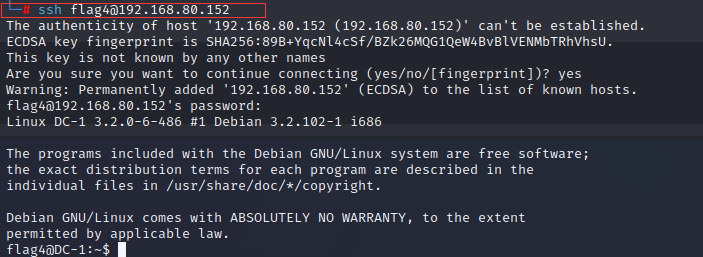 └─# ssh flag4@192.168.80.152
The authenticity of host '192.168.80.152 (192.168.80.152)' can't be established.
ECDSA key fingerprint is SHA256:89B+YqcNl4cSf/BZk26MQG1QeW4BvBlVENMbTRhVhsU.
This key is not known by any other names
Are you sure you want to continue connecting (yes/no/[fingerprint])? yes
Warning: Permanently added '192.168.80.152' (ECDSA) to the list of known hosts.
flag4@192.168.80.152's password:
Linux DC-1 3.2.0-6-486 #1 Debian 3.2.102-1 i686
The programs included with the Debian GNU/Linux system are free software;
the exact distribution terms for each program are described in the
individual files in /usr/share/doc/*/copyright.
Debian GNU/Linux comes with ABSOLUTELY NO WARRANTY, to the extent
permitted by applicable law.
flag4@DC-1:~$